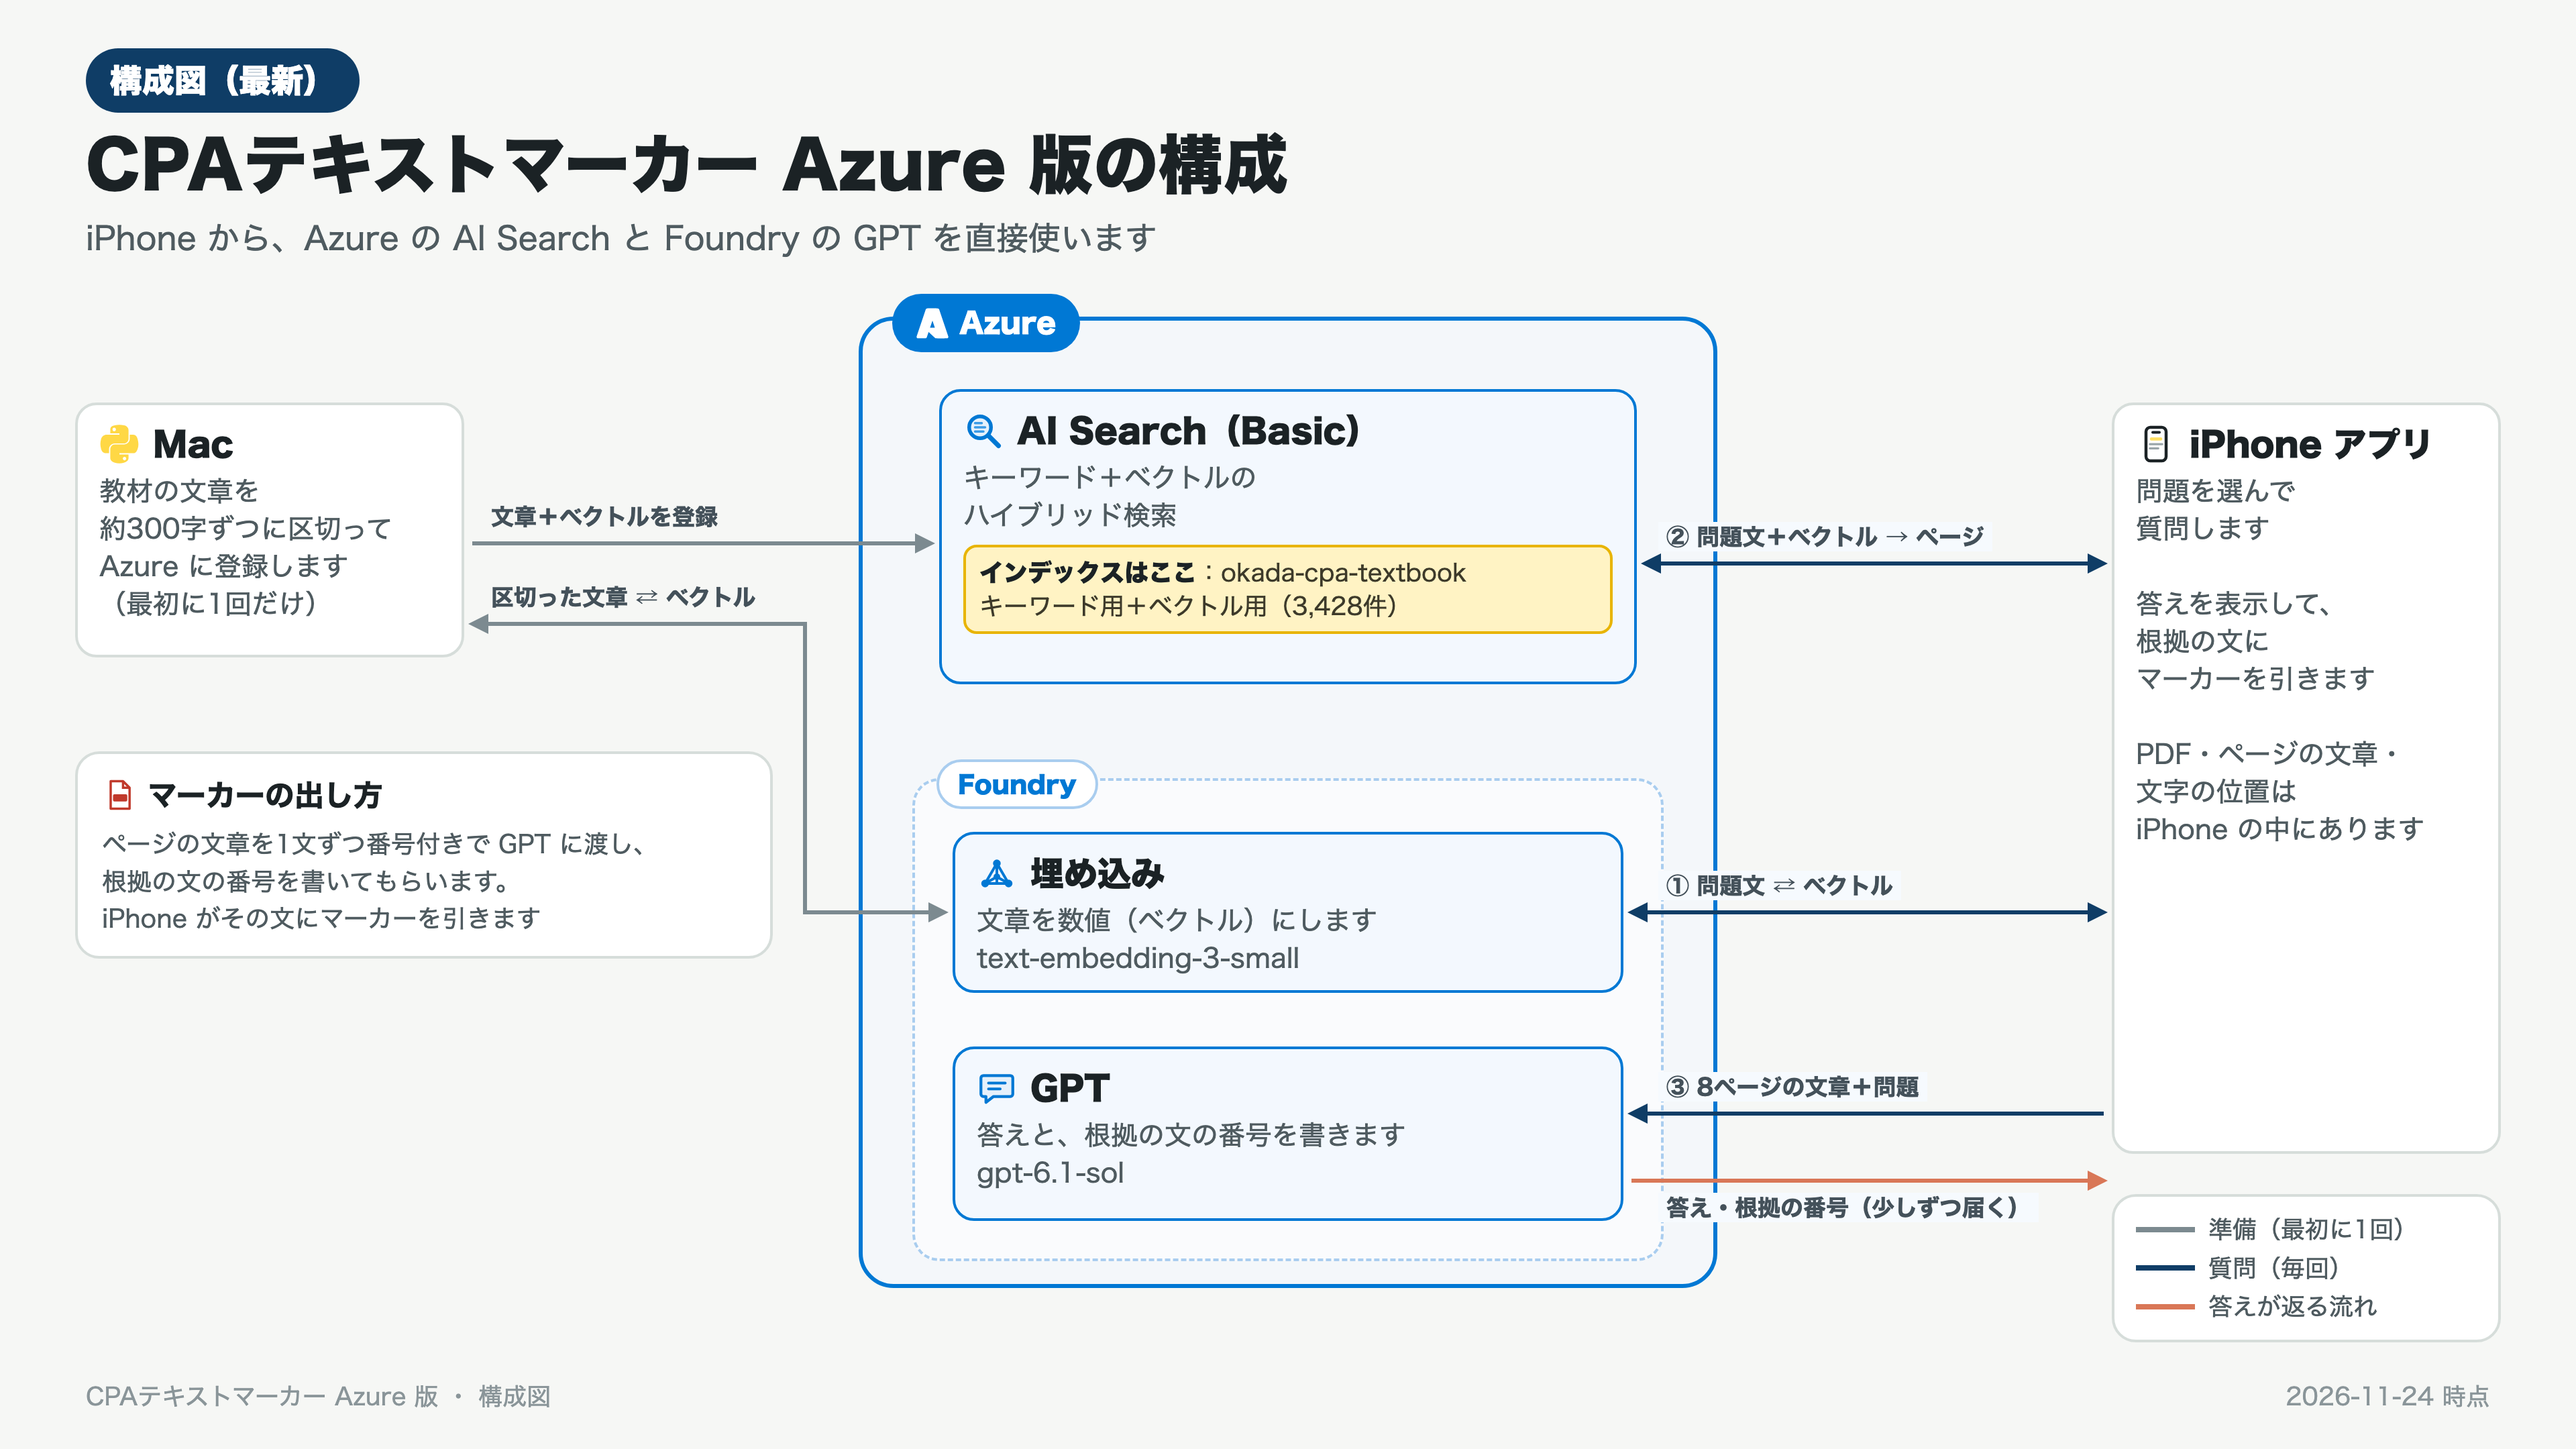 構成図（最新）
CPAテキストマーカー Azure 版の構成
iPhone から、Azure の AI Search と Foundry の GPT を直接使います
Azure
Mac
教材の文章を
約300字ずつに区切って
Azure に登録します
（最初に1回だけ）
文章＋ベクトルを登録
区切った文章 ⇄ ベクトル
マーカーの出し方
ページの文章を1文ずつ番号付きで GPT に渡し、
根拠の文の番号を書いてもらいます。
iPhone がその文にマーカーを引きます
AI Search（Basic）
キーワード＋ベクトルの
ハイブリッド検索
インデックスはここ：okada-cpa-textbook
キーワード用＋ベクトル用（3,428件）
Foundry
埋め込み
文章を数値（ベクトル）にします
text-embedding-3-small
GPT
答えと、根拠の文の番号を書きます
gpt-6.1-sol
② 問題文＋ベクトル → ページ
① 問題文 ⇄ ベクトル
③ 8ページの文章＋問題
答え・根拠の番号（少しずつ届く）
iPhone アプリ
問題を選んで
質問します
答えを表示して、
根拠の文に
マーカーを引きます
PDF・ページの文章・
文字の位置は
iPhone の中にあります
準備（最初に1回）
質問（毎回）
答えが返る流れ
CPAテキストマーカー Azure 版 ・ 構成図
2026-11-24 時点